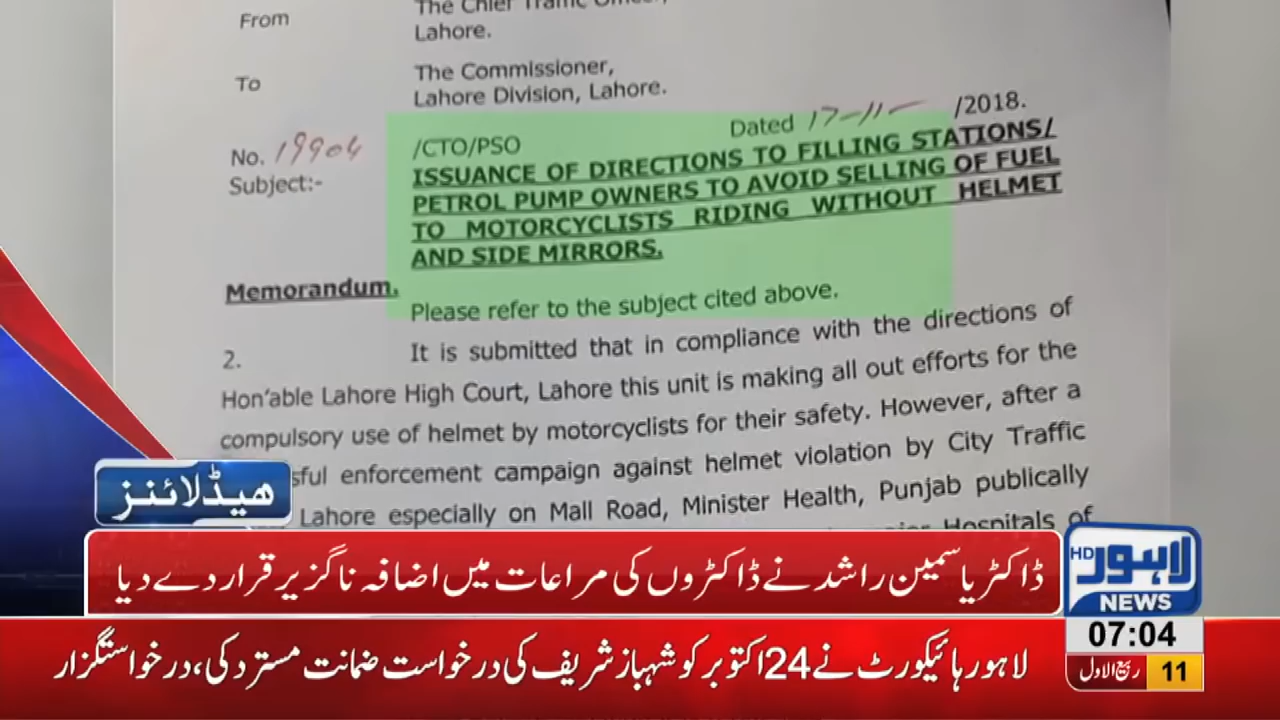 From
The Chief Traffic Officer,
Lahore.
To
The Commissioner,
Lahore Division, Lahore.
No. 19904 /CTO/PSO Dated 17-11- /2018.
Subject:- ISSUANCE OF DIRECTIONS TO FILLING STATIONS/
PETROL PUMP OWNERS TO AVOID SELLING OF FUEL
TO MOTORCYCLISTS RIDING WITHOUT HELMET
AND SIDE MIRRORS.
Memorandum.
Please refer to the subject cited above.
2. It is submitted that in compliance with the directions of
Hon'able Lahore High Court, Lahore this unit is making all out efforts for the
compulsory use of helmet by motorcyclists for their safety. However, after a
sful enforcement campaign against helmet violation by City Traffic
Lahore especially on Mall Road, Minister Health, Punjab publically
Hospitals of
ھیڈلائنز
ڈاکٹر یاسمین راشد نے ڈاکٹروں کی مراعات میں اضافہ ناگزیر قرار دے دیا
لاہور HD
NEWS
07:04
لاہور ہائیکورٹ نے 24 اکتوبر کو شہباز شریف کی درخواست ضمانت مسترد کی، درخواستگزار
11 ربیع الاول